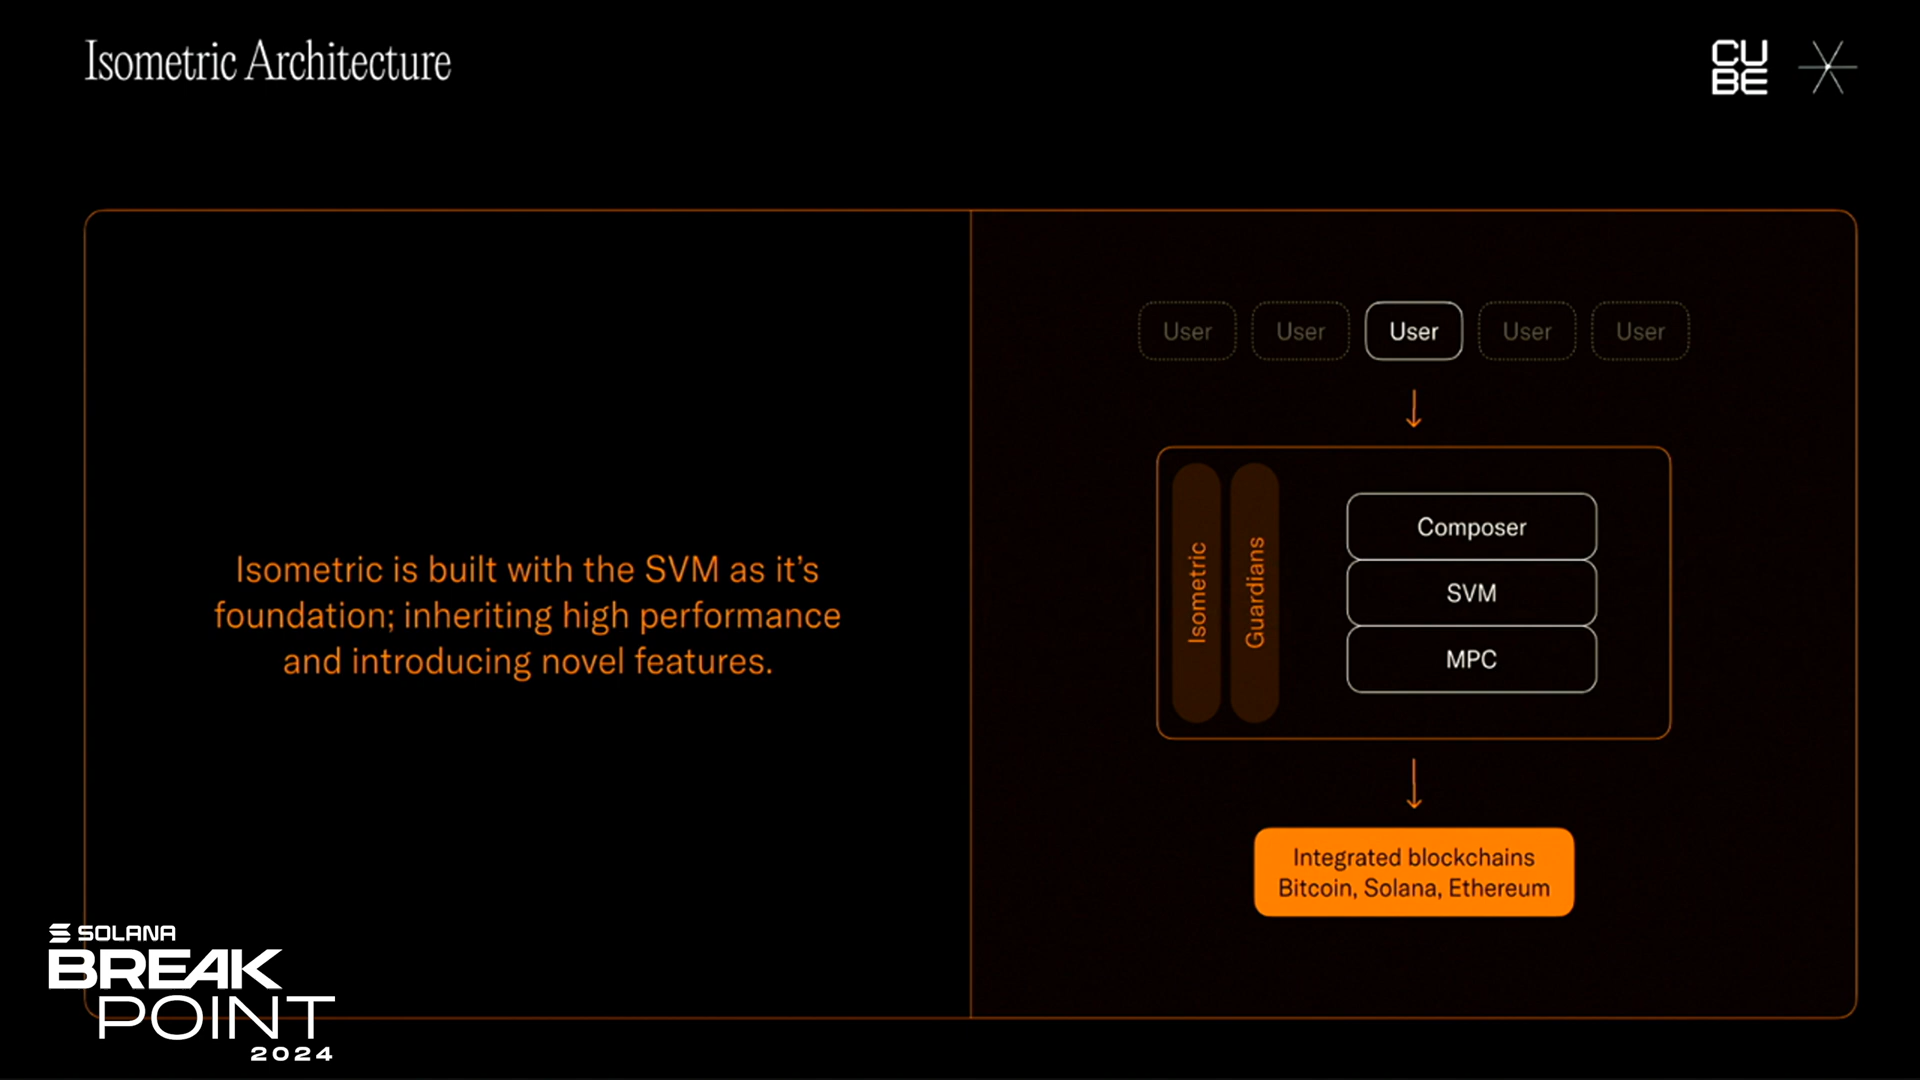 Isometric Architecture
CU
BE
Isometric is built with the SVM as it’s
foundation; inheriting high performance
and introducing novel features.
User User User User User
Isometric
Guardians
Composer
SVM
MPC
Integrated blockchains
Bitcoin, Solana, Ethereum
SOLANA
BREAK
POINT
2024